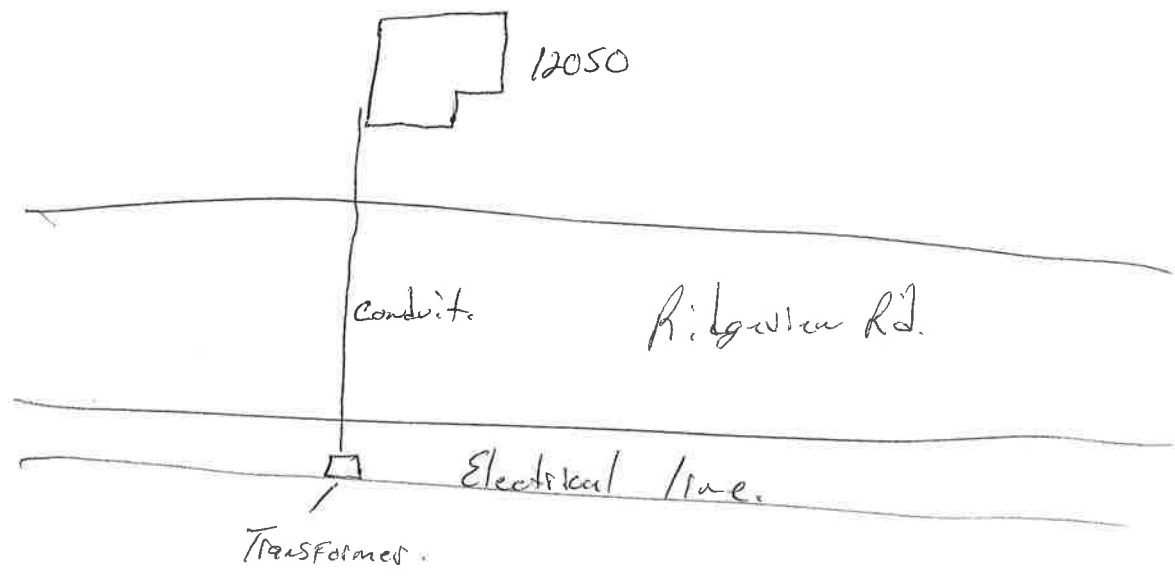 12050
Conduit.
Ridgeview Rd.
Electrical line.
Transformer.